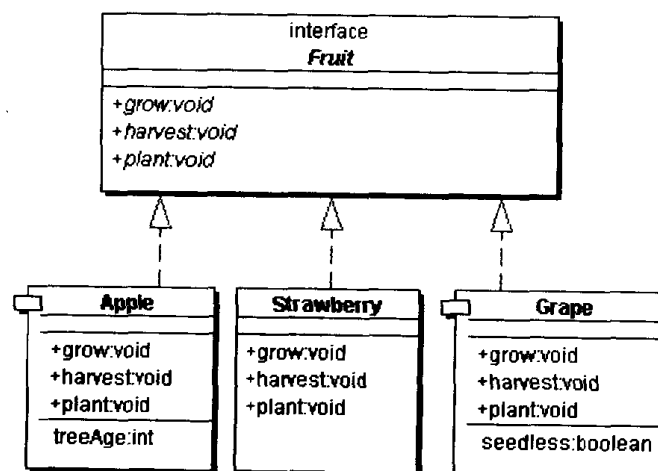 interface
Fruit
+grow:void
+harvest:void
+plant:void
Apple
+grow:void
+harvest:void
+plant:void
treeAge:int
Strawberry
+grow:void
+harvest:void
+plant:void
Grape
+grow:void
+harvest:void
+plant:void
seedless:boolean